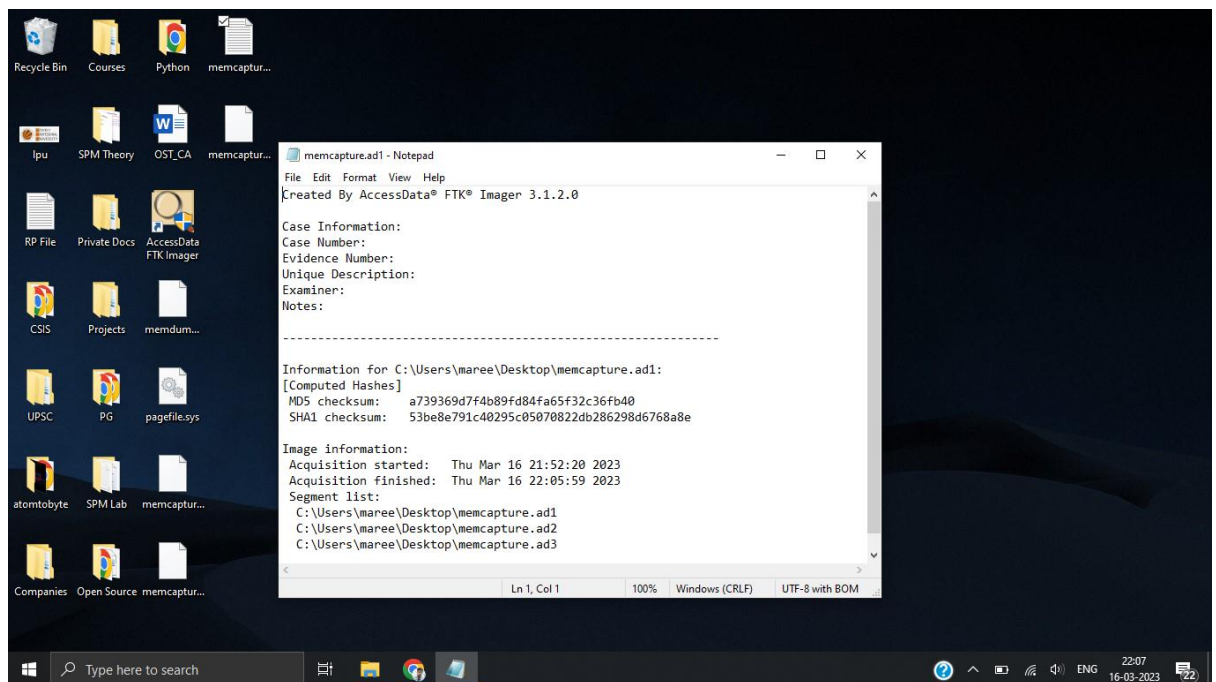 Recycle Bin
Courses
Python
memcaptur...
lpu
SPM Theory
OST_CA
memcaptur...
RP File
Private Docs
AccessData
FTK Imager
CSIS
Projects
memdum...
UPSC
PG
pagefile.sys
atomtobyte
SPM Lab
memcaptur...
Companies
Open Source
memcaptur...
memcapture.ad1 - Notepad
File Edit Format View Help
Created By AccessData® FTK® Imager 3.1.2.0
Case Information:
Case Number:
Evidence Number:
Unique Description:
Examiner:
Notes:
--------------------------------------------------------------
Information for C:\Users\maree\Desktop\memcapture.ad1:
[Computed Hashes]
MD5 checksum: a739369d7f4b89fd84fa65f32c36fb40
SHA1 checksum: 53be8e791c40295c05070822db286298d6768a8e
Image information:
Acquisition started: Thu Mar 16 21:52:20 2023
Acquisition finished: Thu Mar 16 22:05:59 2023
Segment list:
C:\Users\maree\Desktop\memcapture.ad1
C:\Users\maree\Desktop\memcapture.ad2
C:\Users\maree\Desktop\memcapture.ad3
Ln 1, Col 1 100% Windows (CRLF) UTF-8 with BOM
Type here to search
ENG
22:07
16-03-2023
22